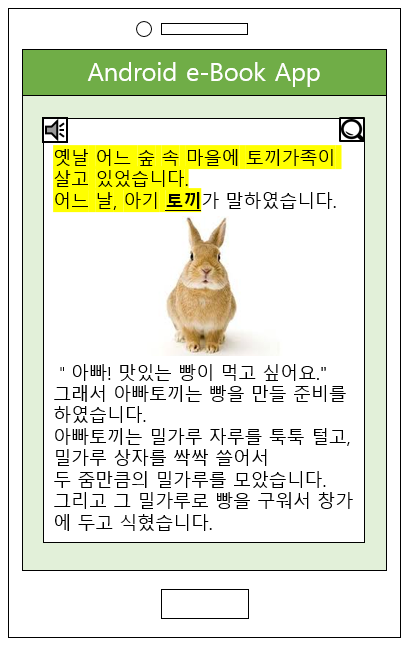 Android e-Book App
옛날 어느 숲 속 마을에 토끼가족이
살고 있었습니다.
어느 날, 아기 토끼가 말하였습니다.
" 아빠! 맛있는 빵이 먹고 싶어요."
그래서 아빠토끼는 빵을 만들 준비를
하였습니다.
아빠토끼는 밀가루 자루를 툭툭 털고,
밀가루 상자를 싹싹 쓸어서
두 줌만큼의 밀가루를 모았습니다.
그리고 그 밀가루로 빵을 구워서 창가
에 두고 식혔습니다.